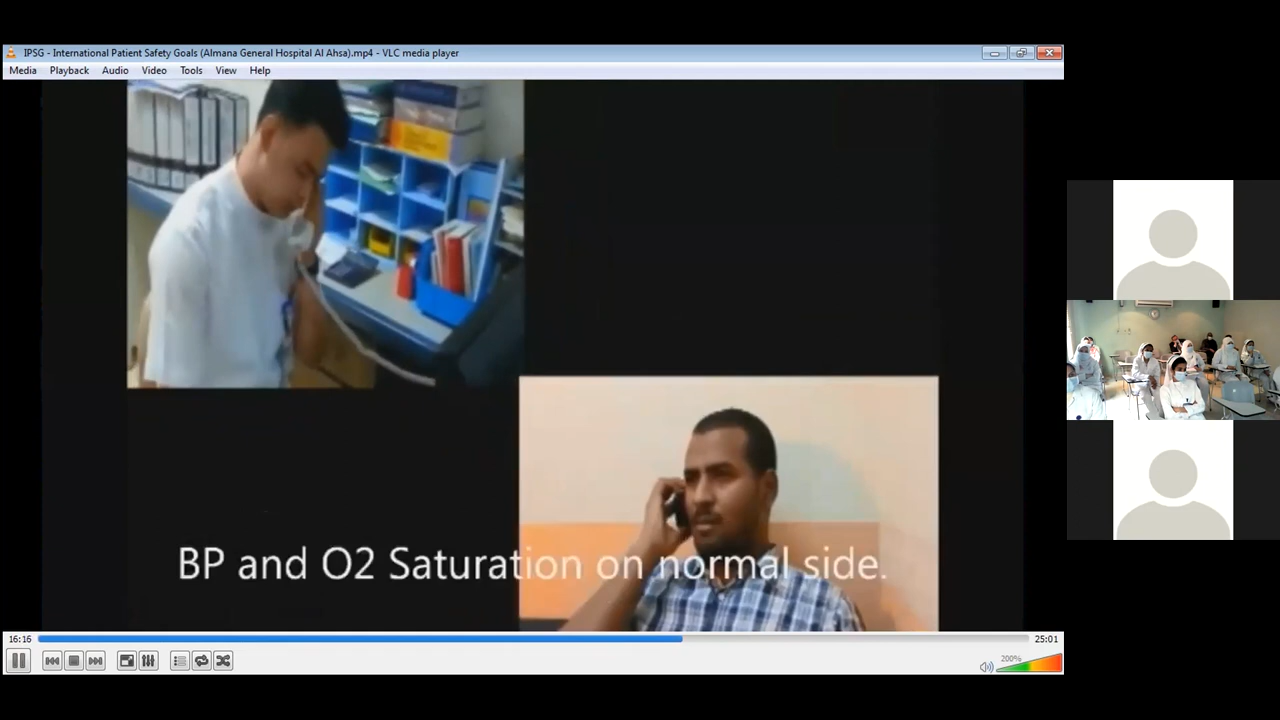 IPSG - International Patient Safety Goals (Almana General Hospital Al Ahsa).mp4 - VLC media player
Media Playback Audio Video Tools View Help
BP and O2 Saturation on normal side.
16:16
25:01
200%